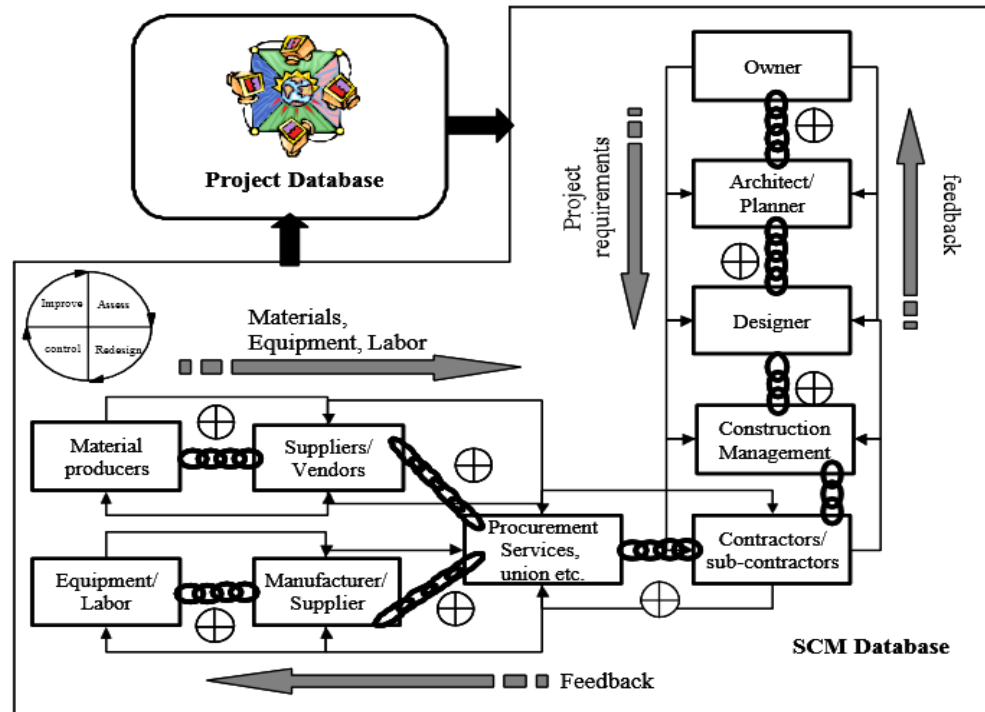 Project Database
Owner
Architect/
Planner
Designer
Construction
Management
Contractors/
sub-contractors
Project
requirements
feedback
Improve
Assess
control
Redesign
Materials,
Equipment, Labor
Material
producers
Suppliers/
Vendors
Procurement
Services,
union etc.
Equipment/
Labor
Manufacturer/
Supplier
SCM Database
Feedback